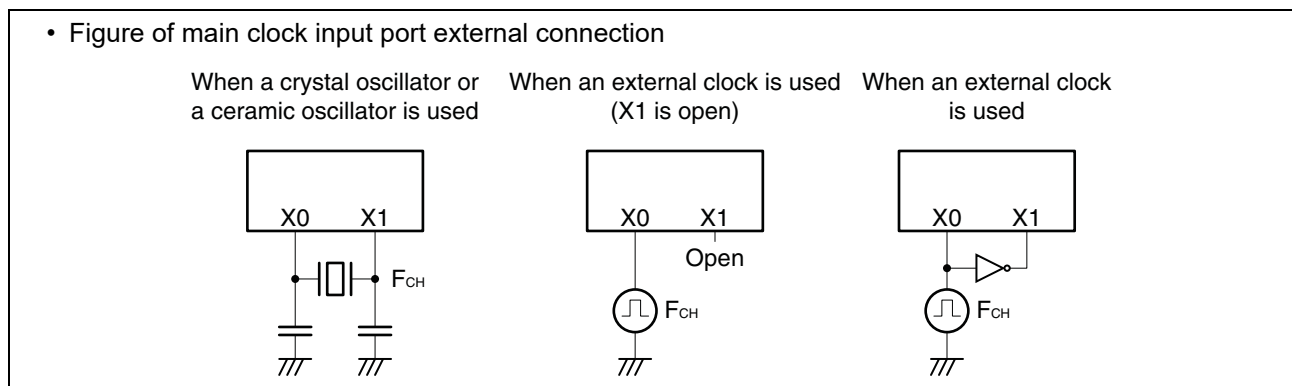 • Figure of main clock input port external connection
When a crystal oscillator or
a ceramic oscillator is used
When an external clock is used
(X1 is open)
When an external clock
is used
X0 X1
FCH
X0 X1
Open
FCH
X0 X1
FCH